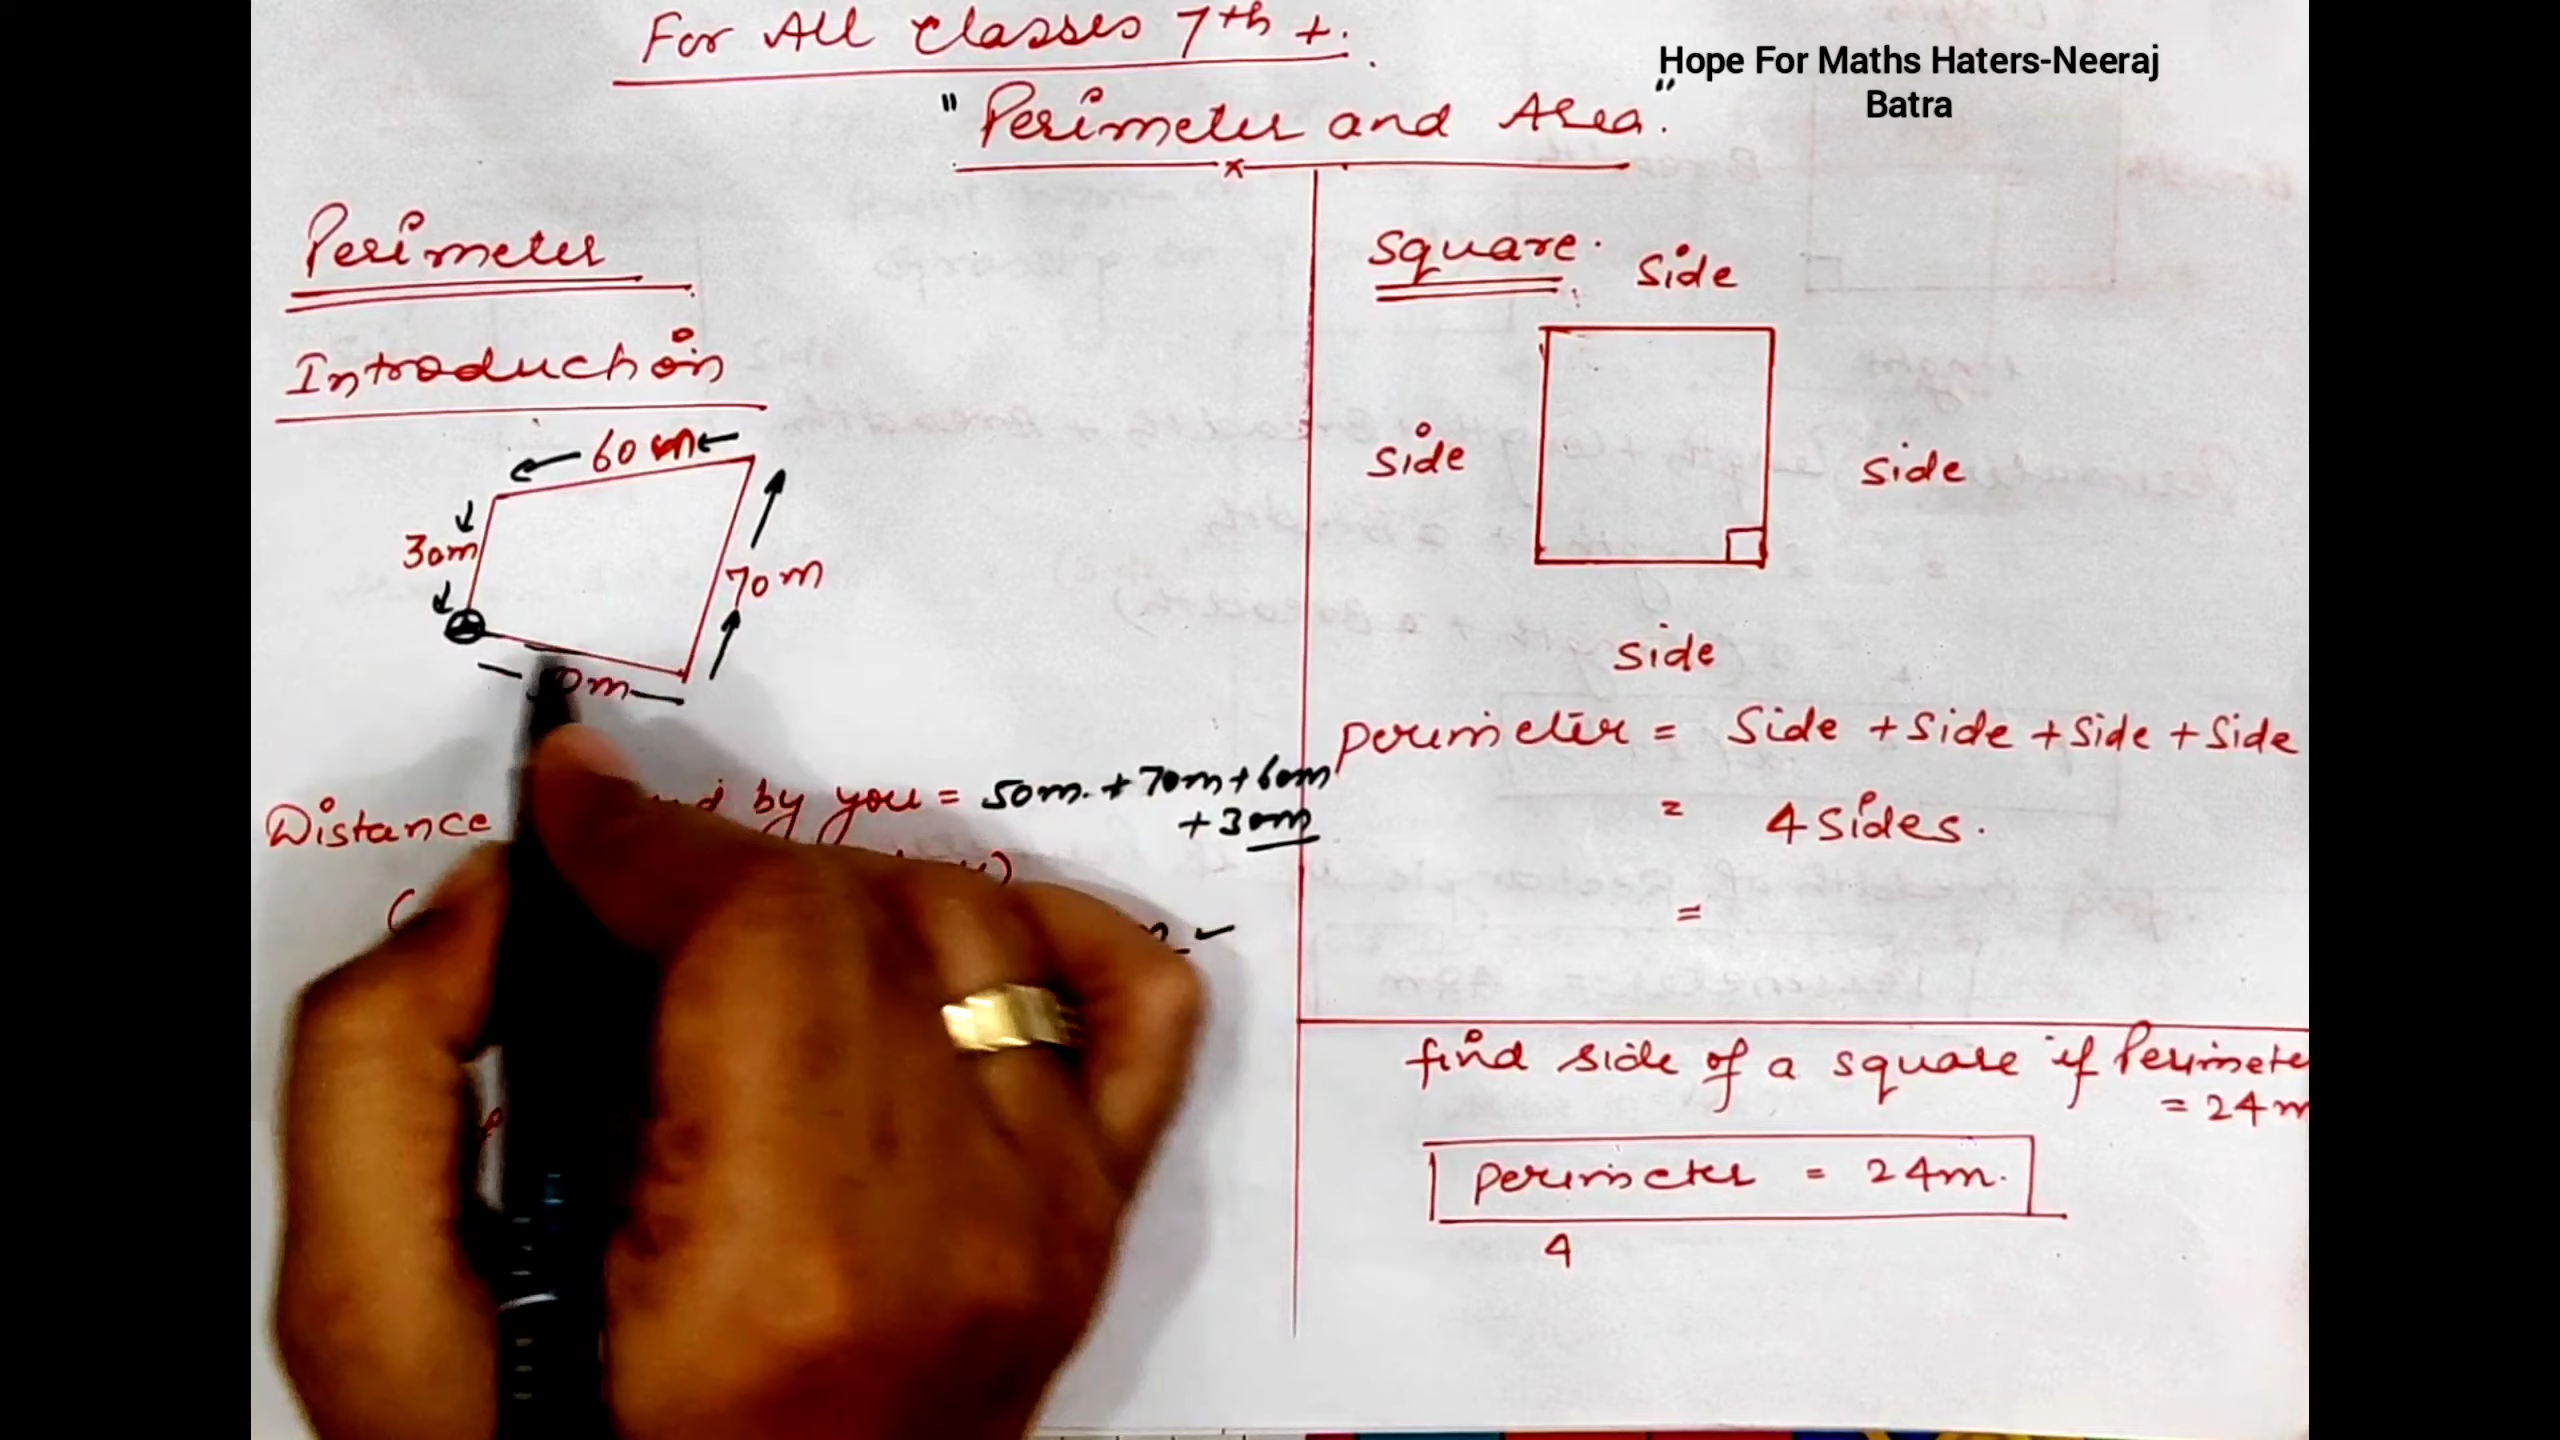 For All Classes 7th +.
Hope For Maths Haters-Neeraj
Batra
"Perimeter and Area."
Perimeter
Introduction
60 m
30m
70 m
0m
Distance by you = 50m. + 70m + 60m
+ 30m
Square.
Side
Side
Side
Side
Perimeter = Side + Side + Side + Side
= 4 Sides.
=
find side of a square if Perimeter
= 24m
Perimeter = 24m.
4